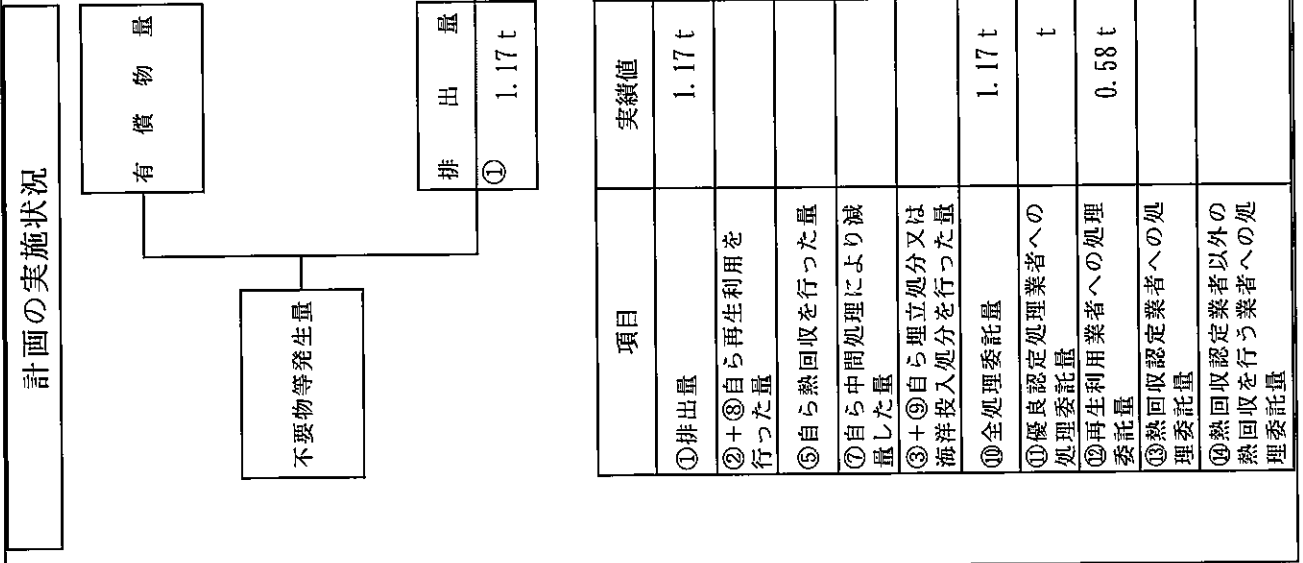 計画の実施状況
有償物量
不要物等発生量
排出量
① 1.17 t
項目 実績値
①排出量 1.17 t
②+⑧自ら再生利用を
行った量
⑤自ら熱回収を行った量
⑦自ら中間処理により減
量した量
③+⑨自ら埋立処分又は
海洋投入処分を行った量
⑩全処理委託量 1.17 t
⑪優良認定処理業者への
処理委託量 t
⑫再生利用業者への処理
委託量 0.58 t
⑬熱回収認定業者への処
理委託量
⑭熱回収認定業者以外の
熱回収を行う業者への処
理委託量